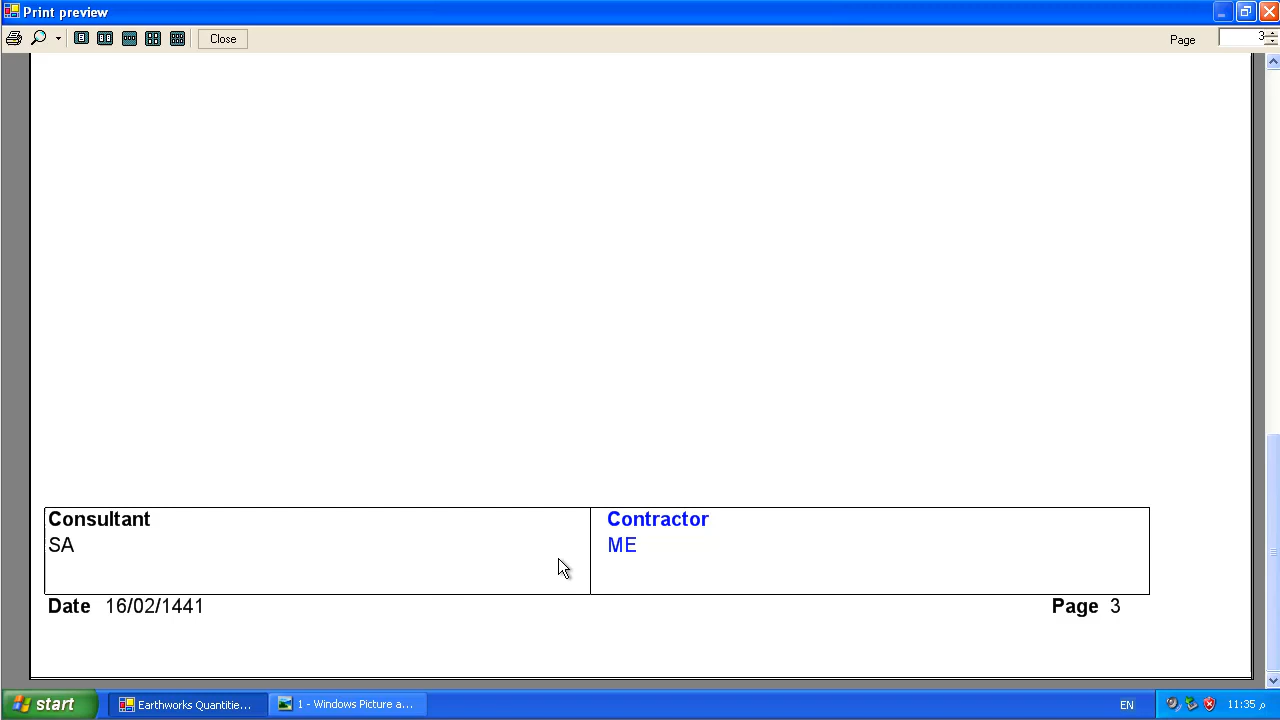 Print preview
Close
Page 3
Consultant
SA
Contractor
ME
Date 16/02/1441
Page 3
start
Earthworks Quantitie...
1 - Windows Picture a...
EN
11:35 م